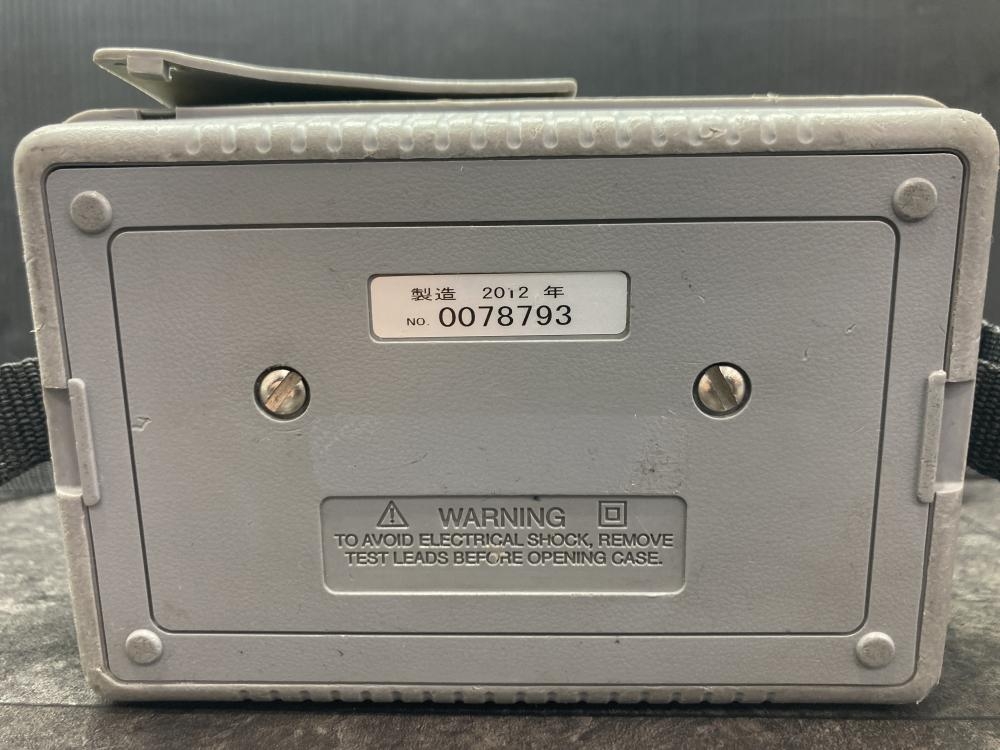 製造 2012 年
NO. 0078793
WARNING
TO AVOID ELECTRICAL SHOCK, REMOVE
TEST LEADS BEFORE OPENING CASE.